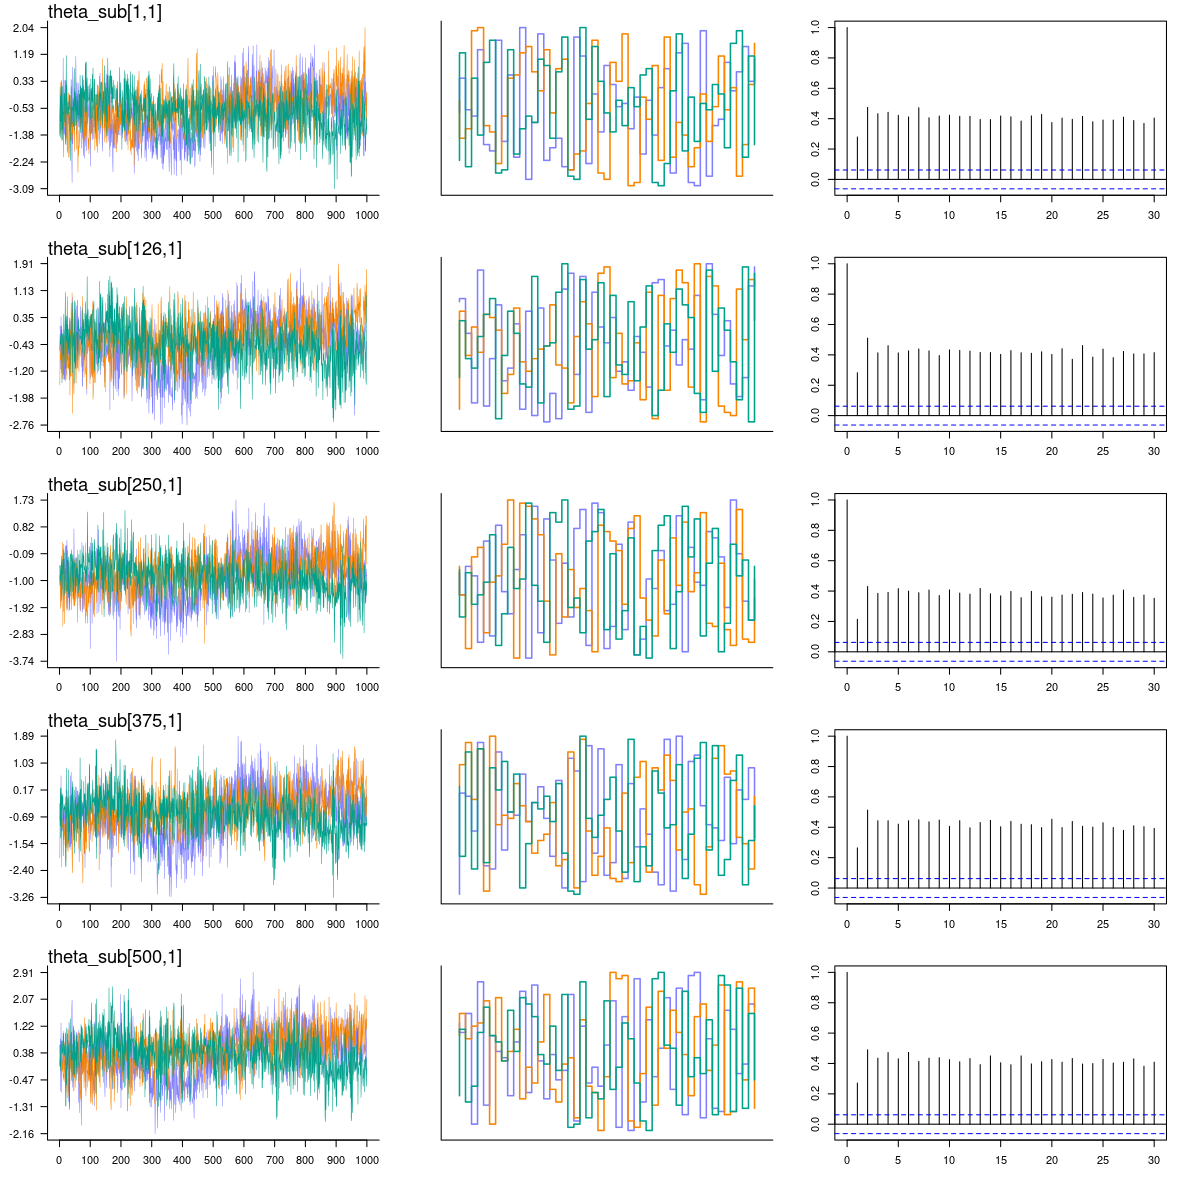 theta_sub[1,1]
2.04
1.19
0.33
-0.53
-1.38
-2.24
-3.09
0 100 200 300 400 500 600 700 800 900 1000
0.0 0.2 0.4 0.6 0.8 1.0
0 5 10 15 20 25 30
theta_sub[126,1]
1.91
1.13
0.35
-0.43
-1.20
-1.98
-2.76
0 100 200 300 400 500 600 700 800 900 1000
0.0 0.2 0.4 0.6 0.8 1.0
0 5 10 15 20 25 30
theta_sub[250,1]
1.73
0.82
-0.09
-1.00
-1.92
-2.83
-3.74
0 100 200 300 400 500 600 700 800 900 1000
0.0 0.2 0.4 0.6 0.8 1.0
0 5 10 15 20 25 30
theta_sub[375,1]
1.89
1.03
0.17
-0.69
-1.54
-2.40
-3.26
0 100 200 300 400 500 600 700 800 900 1000
0.0 0.2 0.4 0.6 0.8 1.0
0 5 10 15 20 25 30
theta_sub[500,1]
2.91
2.07
1.22
0.38
-0.47
-1.31
-2.16
0 100 200 300 400 500 600 700 800 900 1000
0.0 0.2 0.4 0.6 0.8 1.0
0 5 10 15 20 25 30